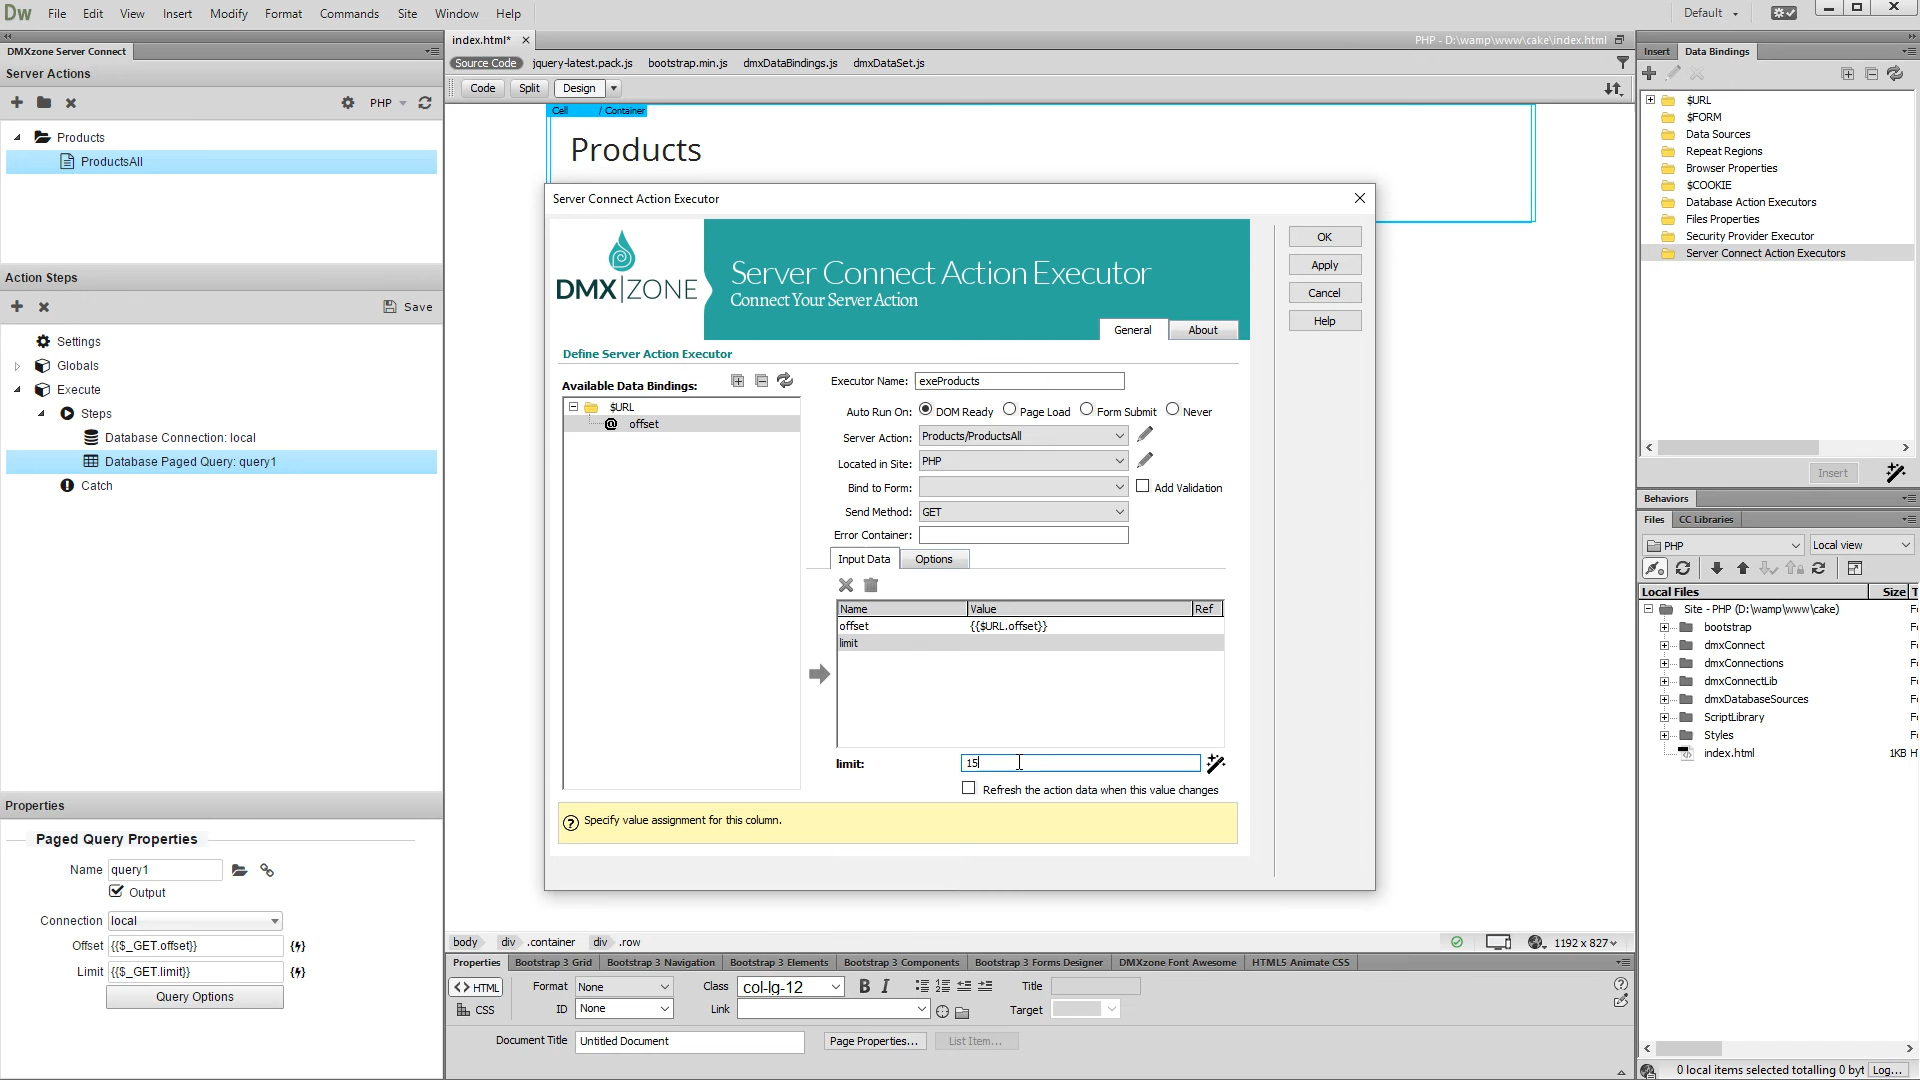 Dw File Edit View Insert Modify Format Commands Site Window Help Default
DMXzone Server Connect
Server Actions
PHP
Products
ProductsAll
Action Steps
Save
Settings
Globals
Execute
Steps
Database Connection: local
Database Paged Query: query1
Catch
Properties
Paged Query Properties
Name query1
Output
Connection local
Offset {{$_GET.offset}}
Limit {{$_GET.limit}}
Query Options
index.html* PHP - D:\wamp\www\cake\index.html
Source Code jquery-latest.pack.js bootstrap.min.js dmxDataBindings.js dmxDataSet.js
Code Split Design
Cell / Container
Products
Server Connect Action Executor
DMX|ZONE
Server Connect Action Executor
Connect Your Server Action
General About
Define Server Action Executor
Available Data Bindings:
$URL
offset
Executor Name: exeProducts
Auto Run On: DOM Ready Page Load Form Submit Never
Server Action: Products/ProductsAll
Located in Site: PHP
Bind to Form: Add Validation
Send Method: GET
Error Container:
Input Data Options
Name Value Ref
offset {{$URL.offset}}
limit
limit: 15
Refresh the action data when this value changes
Specify value assignment for this column.
OK
Apply
Cancel
Help
body div .container div .row 1192 x 827
Properties Bootstrap 3 Grid Bootstrap 3 Navigation Bootstrap 3 Elements Bootstrap 3 Components Bootstrap 3 Forms Designer DMXzone Font Awesome HTML5 Animate CSS
HTML Format None Class col-lg-12 B I Title
CSS ID None Link Target
Document Title Untitled Document Page Properties... List Item...
Insert Data Bindings
$URL
$FORM
Data Sources
Repeat Regions
Browser Properties
$COOKIE
Database Action Executors
Files Properties
Security Provider Executor
Server Connect Action Executors
Insert
Behaviors
Files CC Libraries
PHP Local view
Local Files Size T
Site - PHP (D:\wamp\www\cake) Fo
bootstrap Fo
dmxConnect Fo
dmxConnections Fo
dmxConnectLib Fo
dmxDatabaseSources Fo
ScriptLibrary Fo
Styles Fo
index.html 1KB H
0 local items selected totalling 0 byt Log...